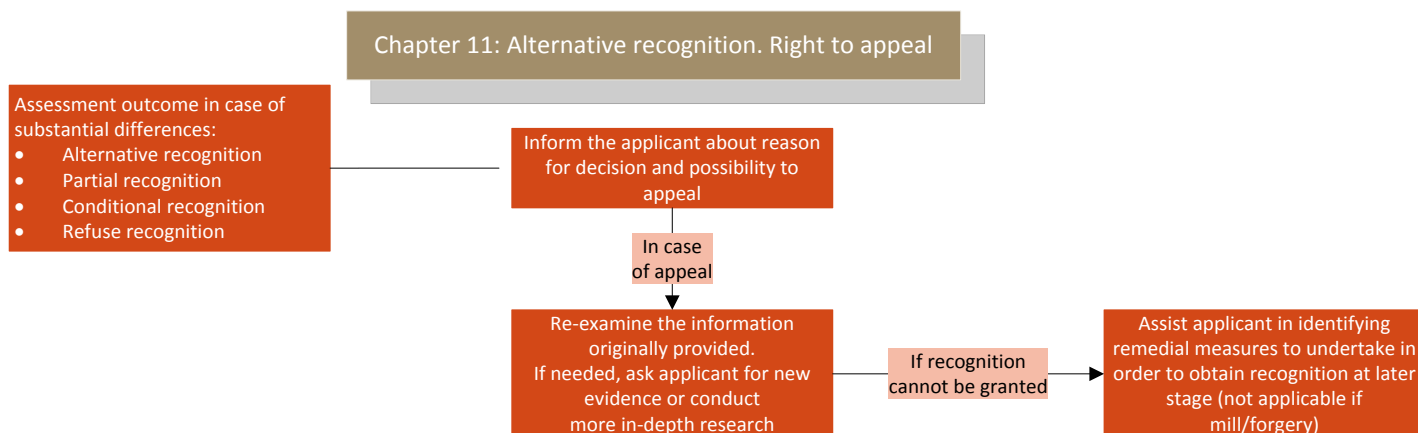 Chapter 11: Alternative recognition. Right to appeal
Assessment outcome in case of
substantial differences:
• Alternative recognition
• Partial recognition
• Conditional recognition
• Refuse recognition
Inform the applicant about reason
for decision and possibility to
appeal
In case
of appeal
Re-examine the information
originally provided.
If needed, ask applicant for new
evidence or conduct
more in-depth research
If recognition
cannot be granted
Assist applicant in identifying
remedial measures to undertake in
order to obtain recognition at later
stage (not applicable if
mill/forgery)